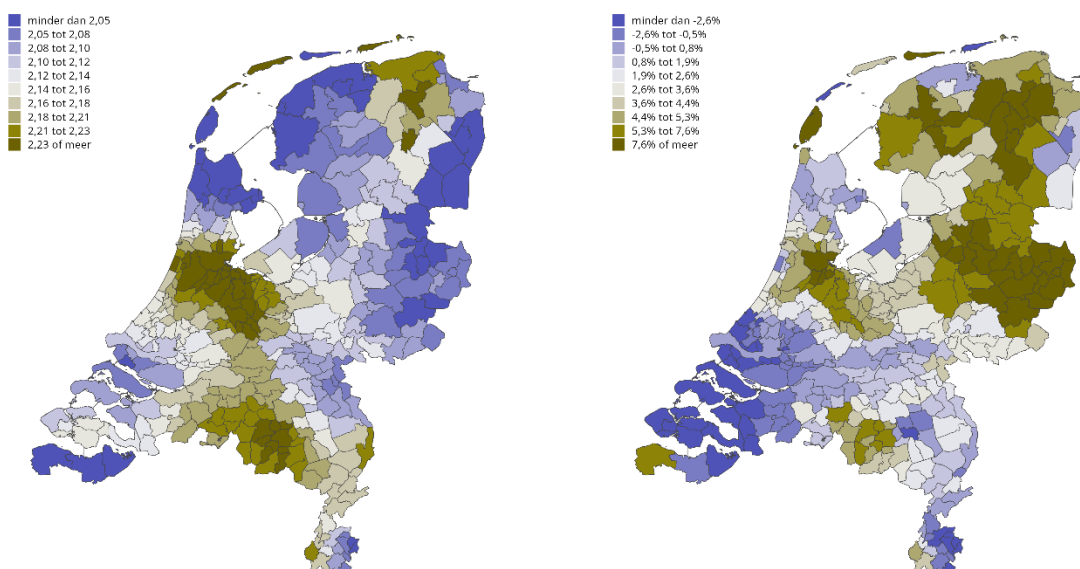 minder dan 2,05
2,05 tot 2,08
2,08 tot 2,10
2,10 tot 2,12
2,12 tot 2,14
2,14 tot 2,16
2,16 tot 2,18
2,18 tot 2,21
2,21 tot 2,23
2,23 of meer
minder dan -2,6%
-2,6% tot -0,5%
-0,5% tot 0,8%
0,8% tot 1,9%
1,9% tot 2,6%
2,6% tot 3,6%
3,6% tot 4,4%
4,4% tot 5,3%
5,3% tot 7,6%
7,6% of meer